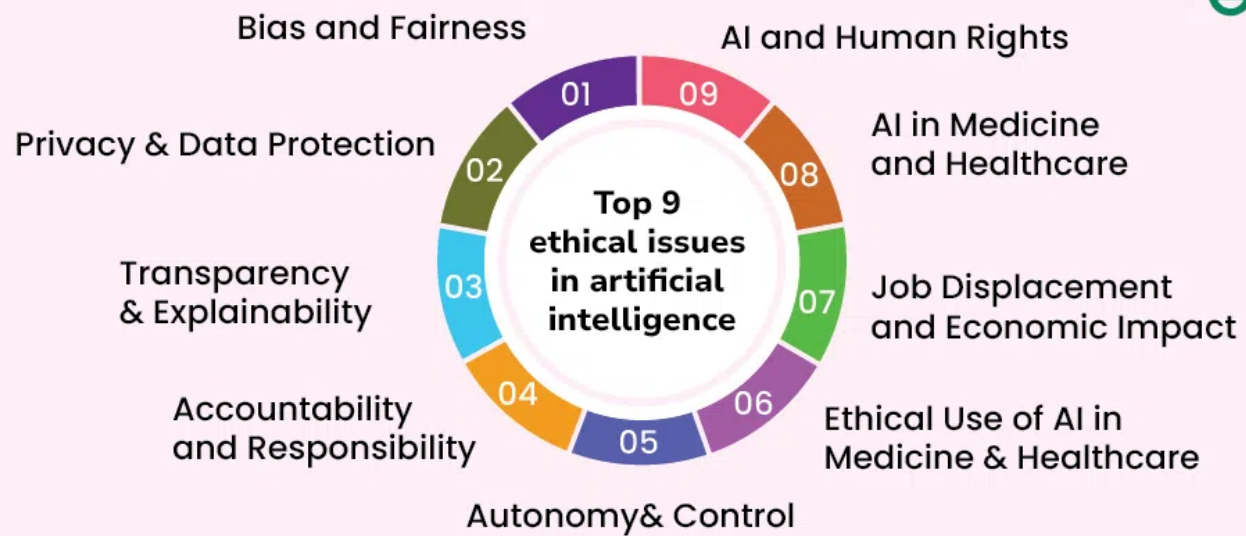 Bias and Fairness
AI and Human Rights
01
09
Privacy & Data Protection
AI in Medicine
and Healthcare
02
08
Top 9
ethical issues
in artificial
intelligence
Transparency
& Explainability
03
07
Job Displacement
and Economic Impact
04
06
Accountability
and Responsibility
05
Ethical Use of AI in
Medicine & Healthcare
Autonomy& Control